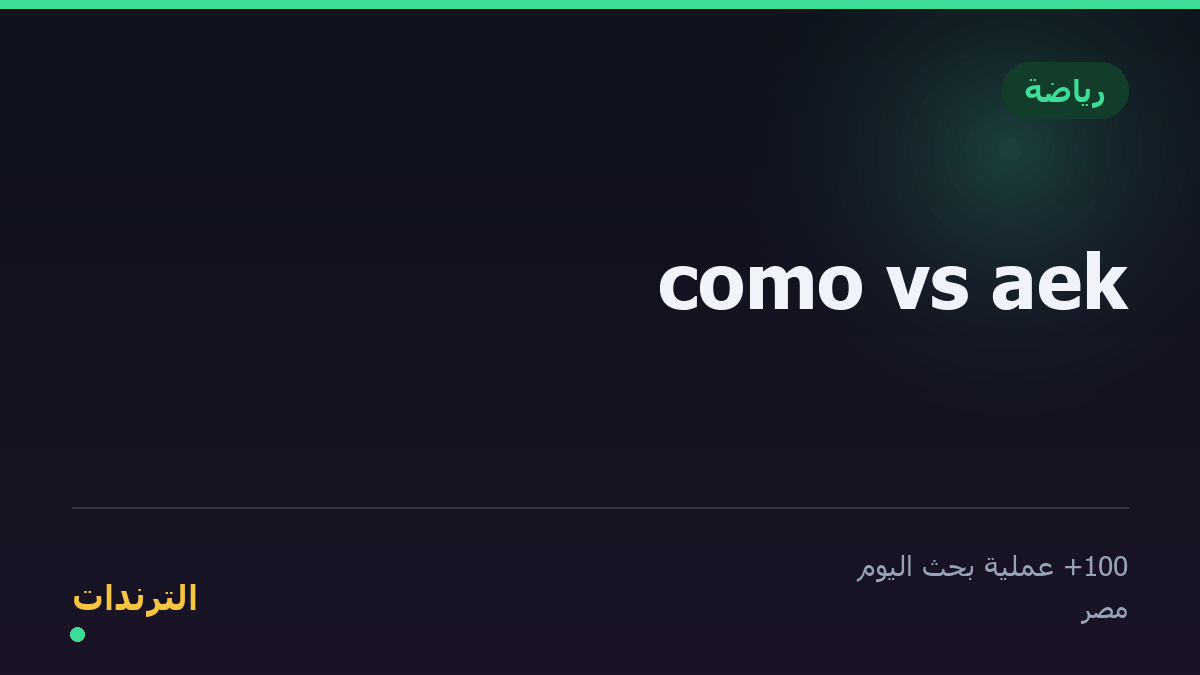 رياضة
como vs aek
+100 عملية بحث اليوم
مصر
الترندات